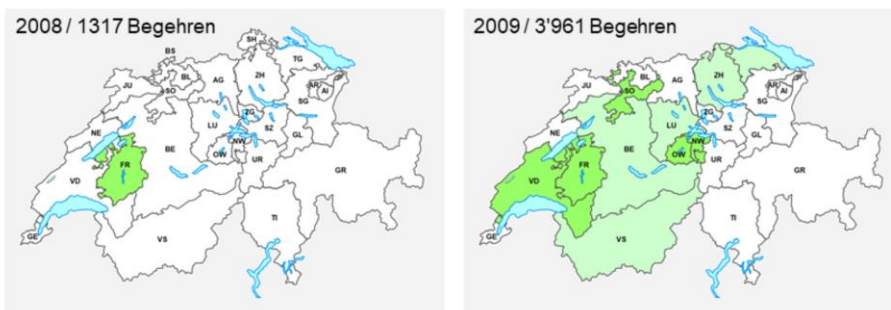 2008 / 1317 Begehren
SH
BS
TG
BL
AG
ZH
JU
SO
AR
AI
SG
ZG
LU
NE
SZ
BE
GL
NW
OW
UR
FR
GR
VD
TI
GE
VS
2009 / 3'961 Begehren
BL
AG
ZH
JU
SO
AR
AI
SG
ZG
LU
NE
SZ
BE
GL
NW
OW
UR
FR
GR
VD
TI
GE
VS